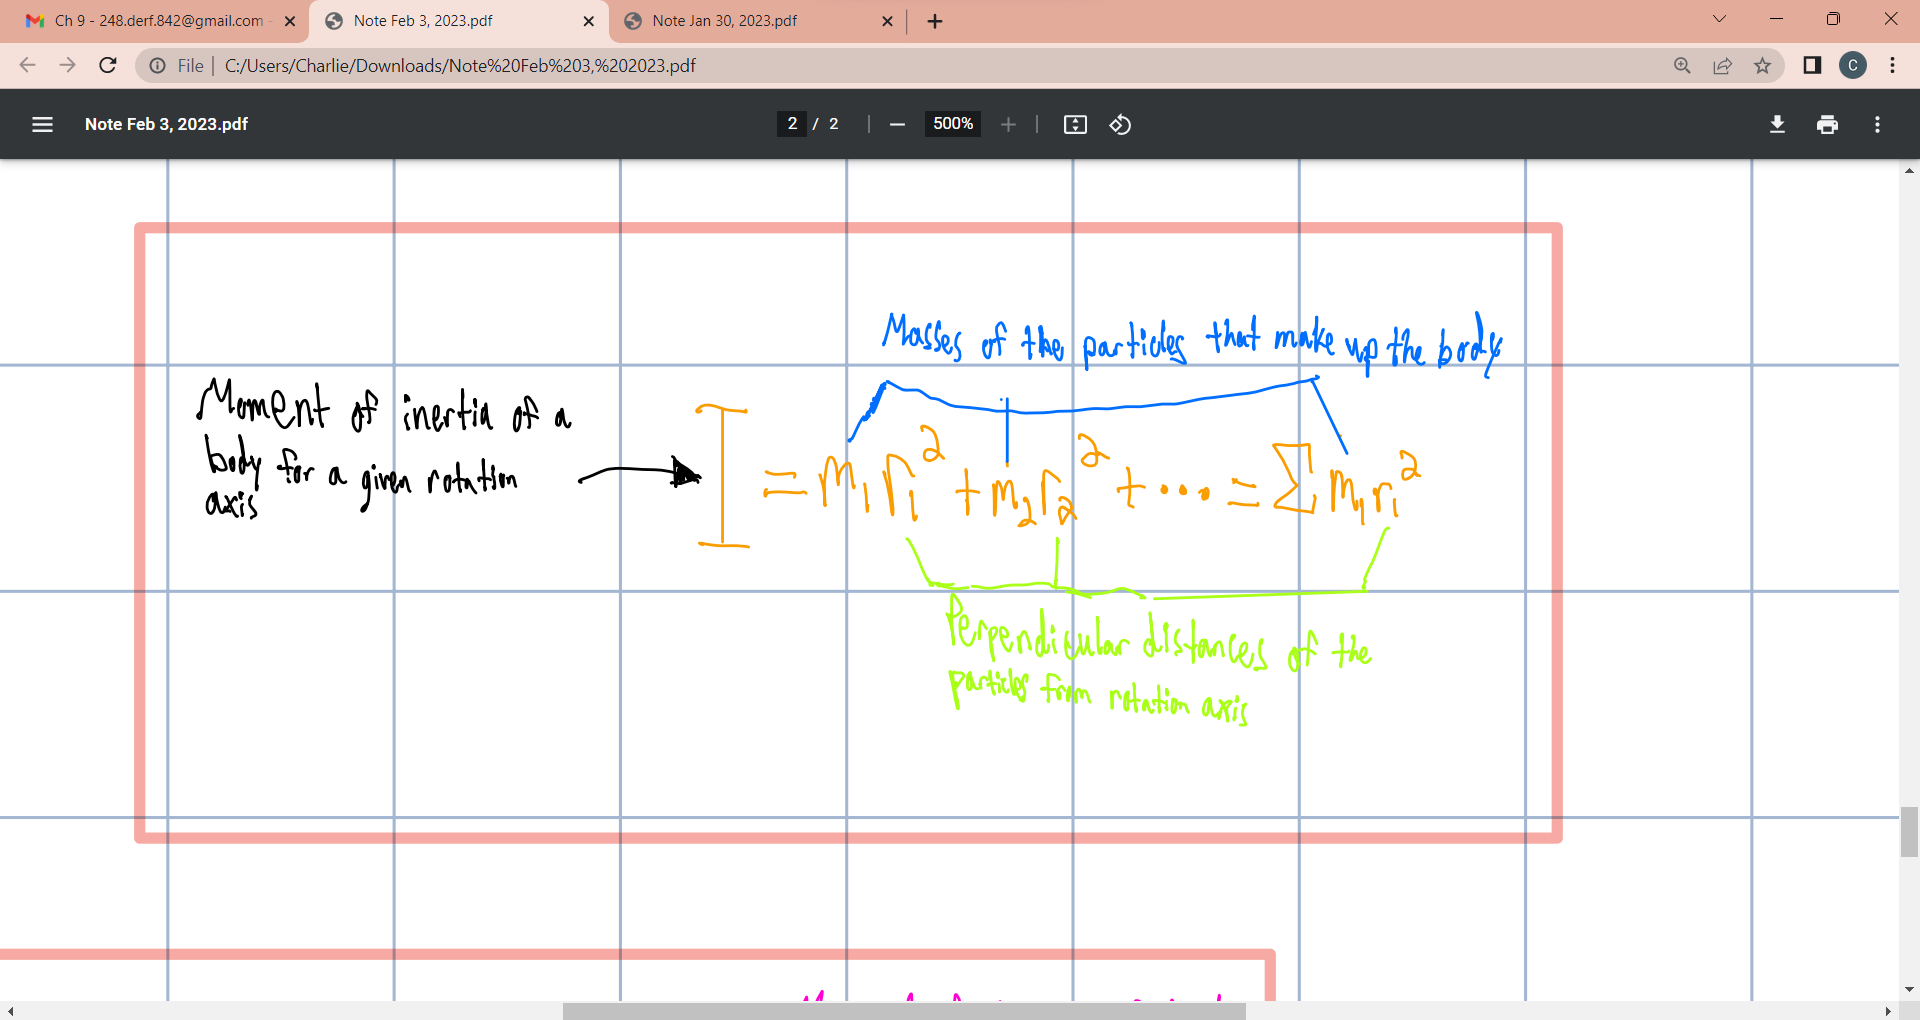 Ch 9 - 248.derf.842@gmail.com
Note Feb 3, 2023.pdf
Note Jan 30, 2023.pdf
File
C:/Users/Charlie/Downloads/Note%20Feb%203,%202023.pdf
C
Note Feb 3, 2023.pdf
2 / 2
500%
Masses of the particles that make up the body
Moment of inertia of a
body for a given rotation
axis
I = m₁r₁² + m₂r₂² + ... = Σ m₁rᵢ²
Perpendicular distances of the
particles from rotation axis